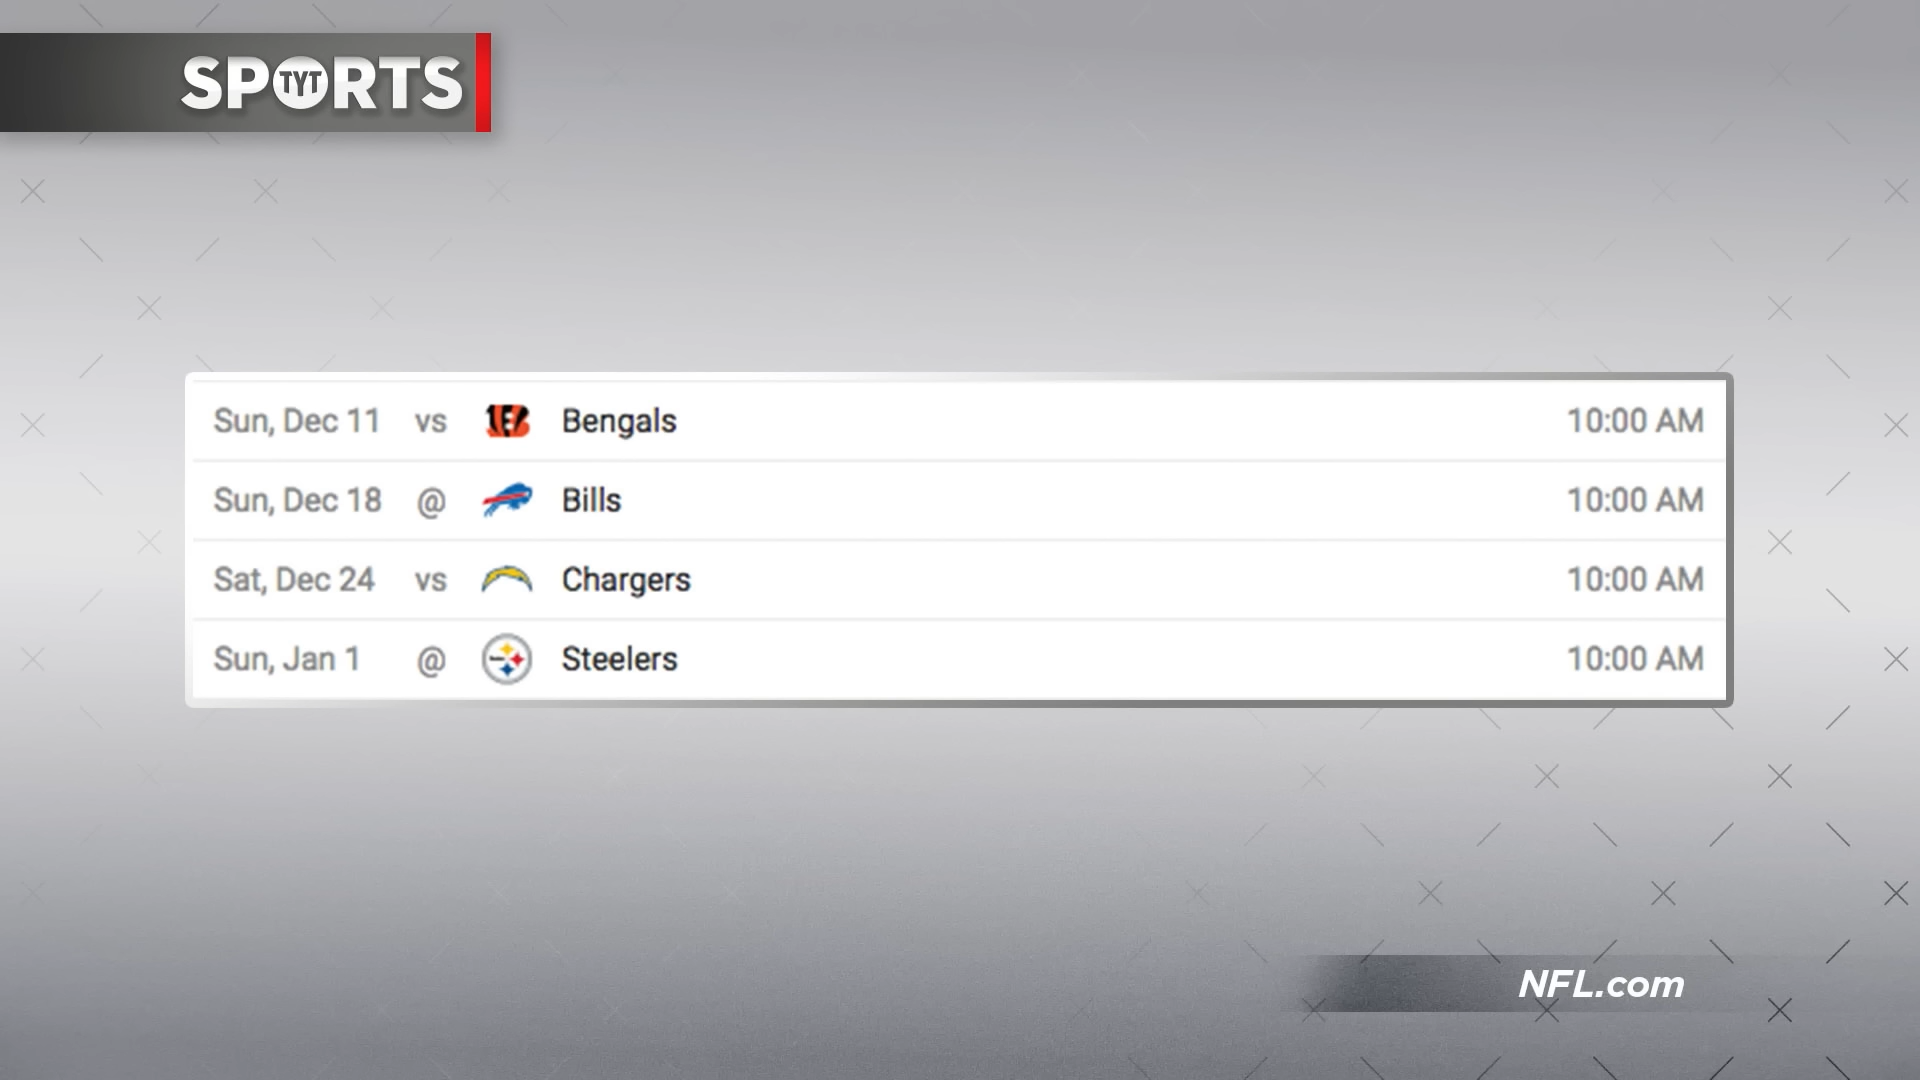 SPORTS
TYT
Sun, Dec 11 vs Bengals 10:00 AM
Sun, Dec 18 @ Bills 10:00 AM
Sat, Dec 24 vs Chargers 10:00 AM
Sun, Jan 1 @ Steelers 10:00 AM
NFL.com